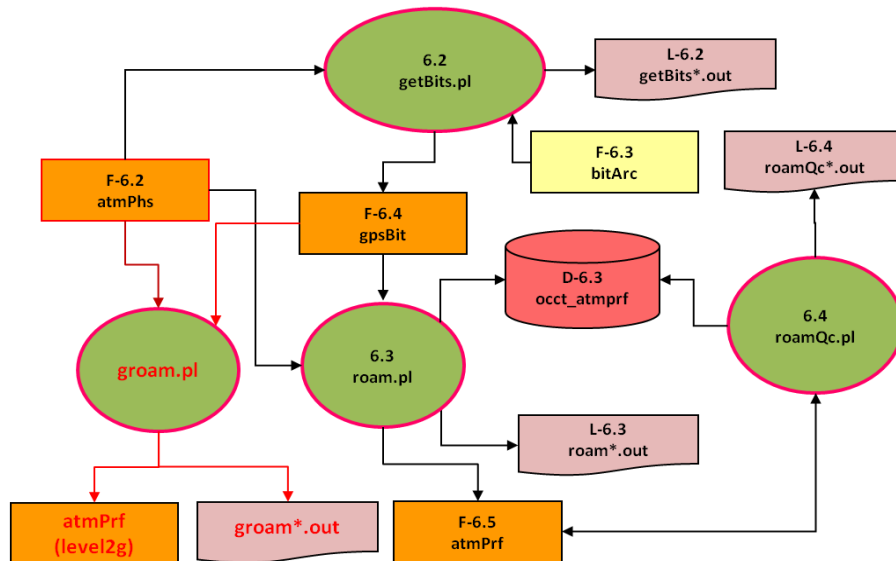 6.2
getBits.pl
L-6.2
getBits*.out
F-6.3
bitArc
L-6.4
roamQc*.out
F-6.2
atmPhs
F-6.4
gpsBit
D-6.3
occt_atmprf
6.4
roamQc.pl
groam.pl
6.3
roam.pl
L-6.3
roam*.out
atmPrf
(level2g)
groam*.out
F-6.5
atmPrf